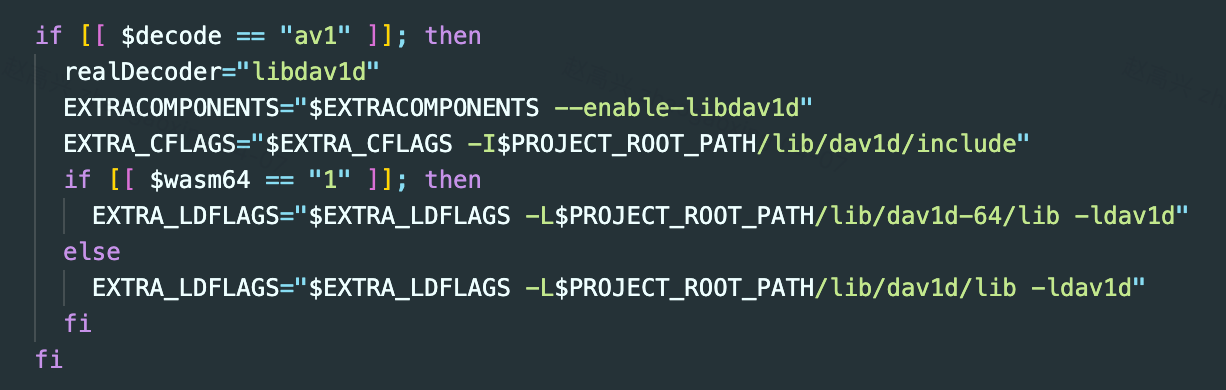 if [[ $decode == "av1" ]]; then
realDecoder="libdav1d"
EXTRACOMPONENTS="$EXTRACOMPONENTS --enable-libdav1d"
EXTRA_CFLAGS="$EXTRA_CFLAGS -I$PROJECT_ROOT_PATH/lib/dav1d/include"
if [[ $wasm64 == "1" ]]; then
EXTRA_LDFLAGS="$EXTRA_LDFLAGS -L$PROJECT_ROOT_PATH/lib/dav1d-64/lib -ldav1d"
else
EXTRA_LDFLAGS="$EXTRA_LDFLAGS -L$PROJECT_ROOT_PATH/lib/dav1d/lib -ldav1d"
fi
fi